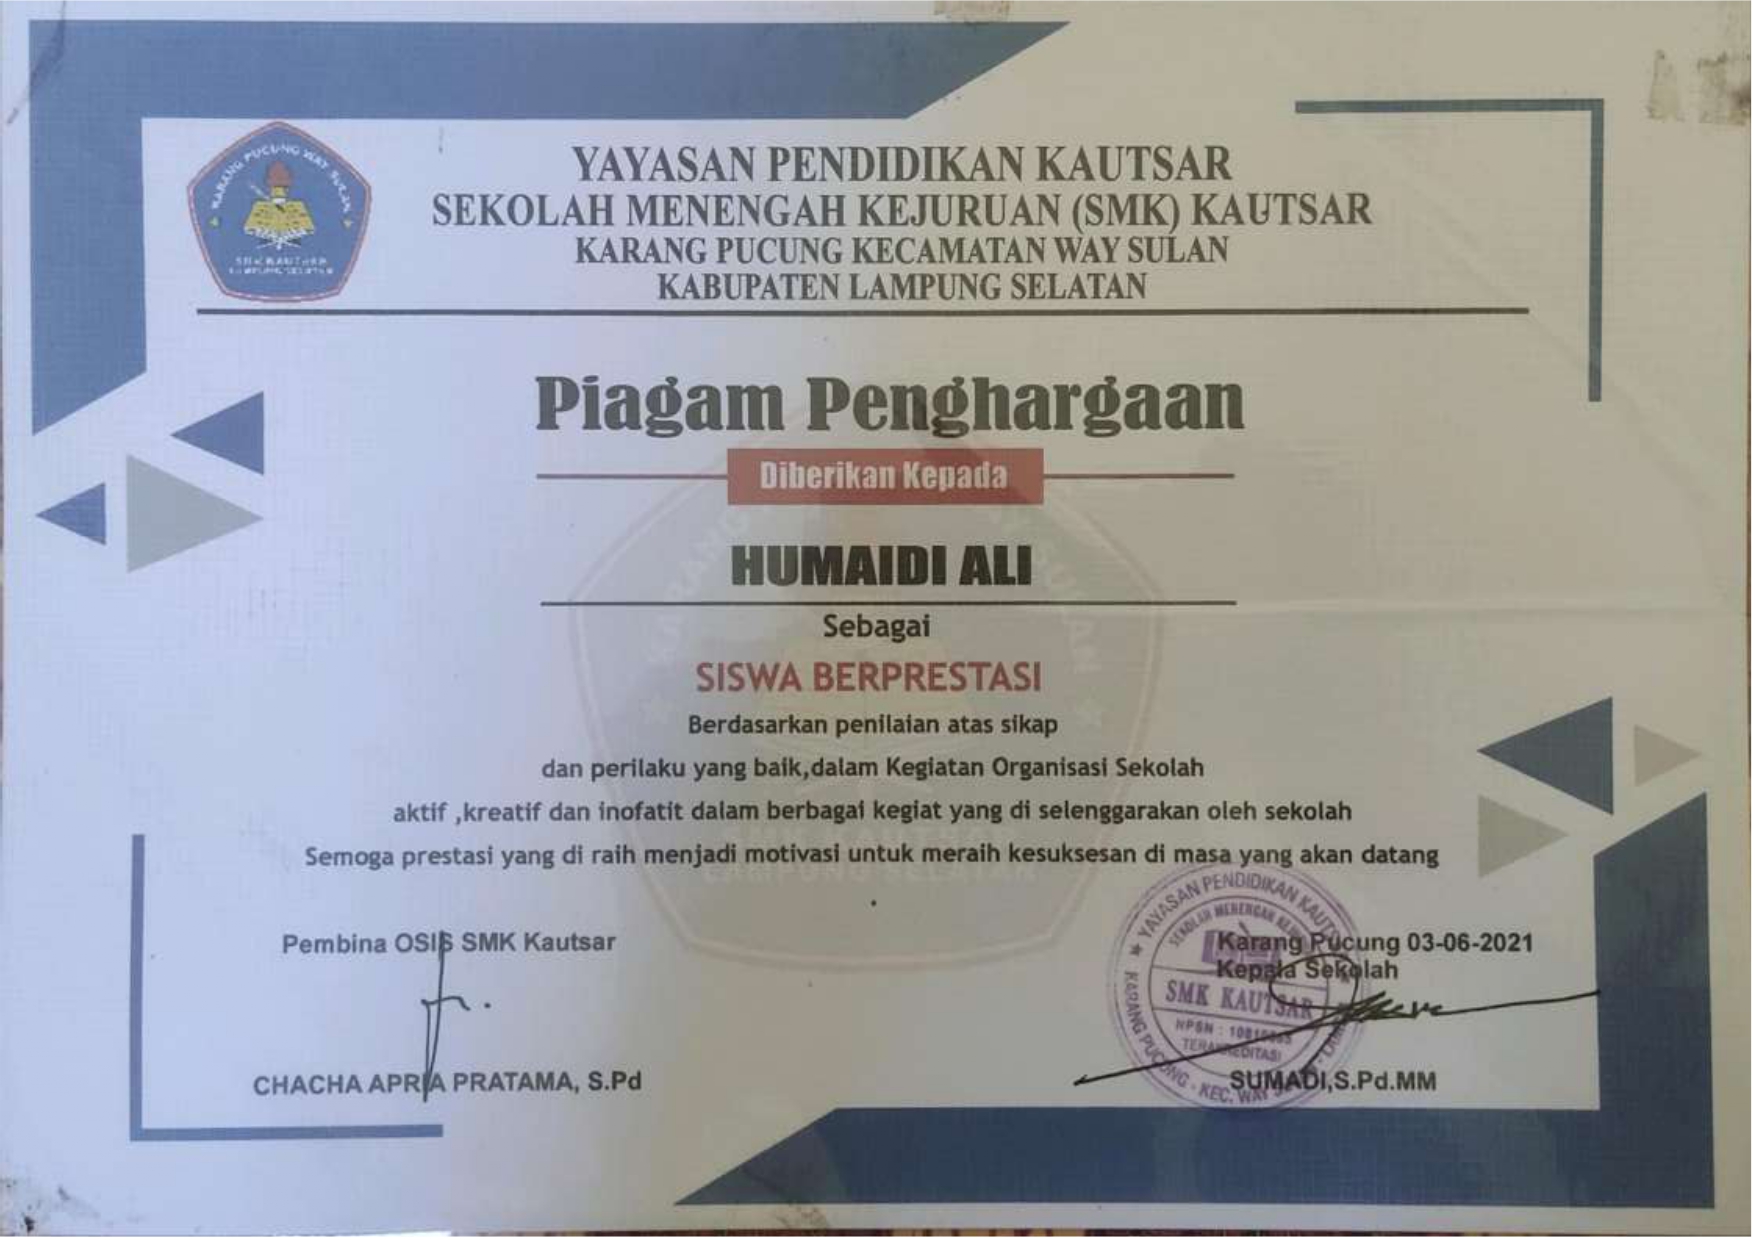 KARANG PUCUNG WAY SULAN
SMK KAUTSAR
LAMPUNG SELATAN
YAYASAN PENDIDIKAN KAUTSAR
SEKOLAH MENENGAH KEJURUAN (SMK) KAUTSAR
KARANG PUCUNG KECAMATAN WAY SULAN
KABUPATEN LAMPUNG SELATAN
Piagam Penghargaan
Diberikan Kepada
HUMAIDI ALI
Sebagai
SISWA BERPRESTASI
Berdasarkan penilaian atas sikap
dan perilaku yang baik,dalam Kegiatan Organisasi Sekolah
aktif ,kreatif dan inofatit dalam berbagai kegiat yang di selenggarakan oleh sekolah
Semoga prestasi yang di raih menjadi motivasi untuk meraih kesuksesan di masa yang akan datang
Pembina OSIS SMK Kautsar
CHACHA APRIA PRATAMA, S.Pd
Karang Pucung 03-06-2021
Kepala Sekolah
SUMADI,S.Pd.MM
YAYASAN PENDIDIKAN
SEKOLAH MENENGAH
SMK KAUTSAR
NPSN :
TERAKREDITASI
KARANG PUCUNG - KEC. WAY